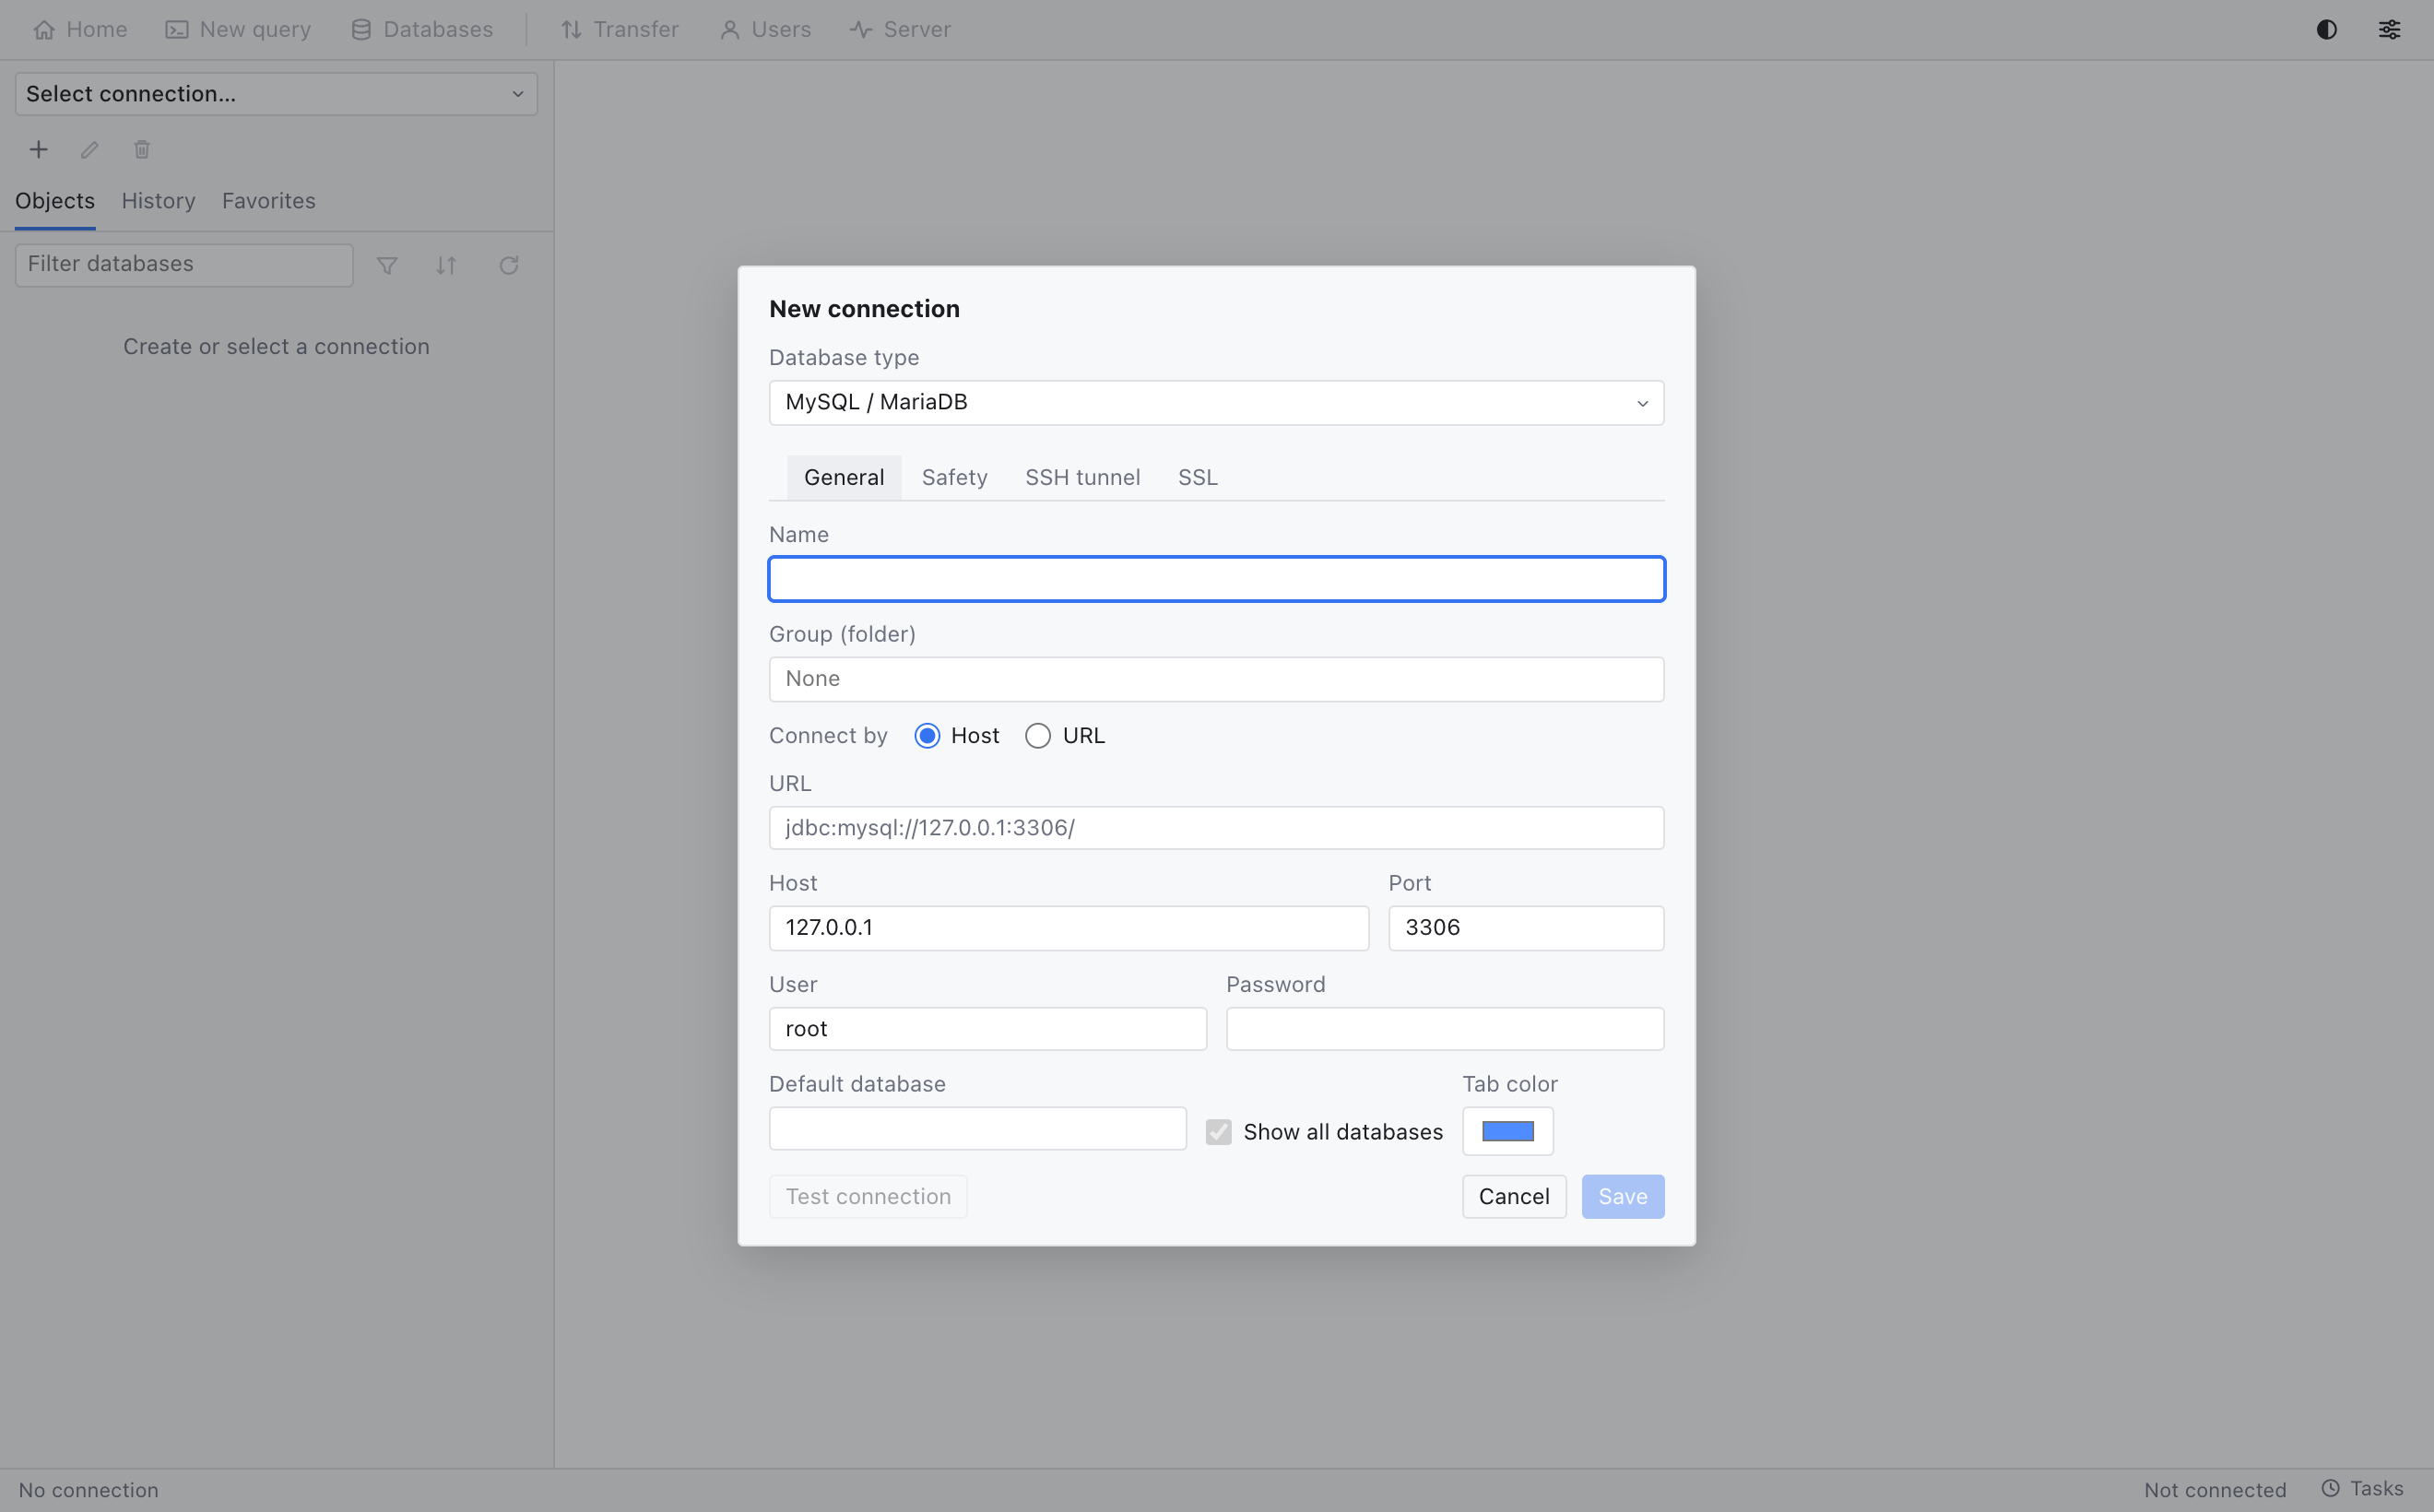 Home New query Databases Transfer Users Server
Select connection...
Objects History Favorites
Filter databases
Create or select a connection
New connection
Database type
MySQL / MariaDB
General Safety SSH tunnel SSL
Name
Group (folder)
None
Connect by Host URL
URL
jdbc:mysql://127.0.0.1:3306/
Host Port
127.0.0.1 3306
User Password
root
Default database Tab color
Show all databases
Test connection Cancel Save
No connection Not connected Tasks